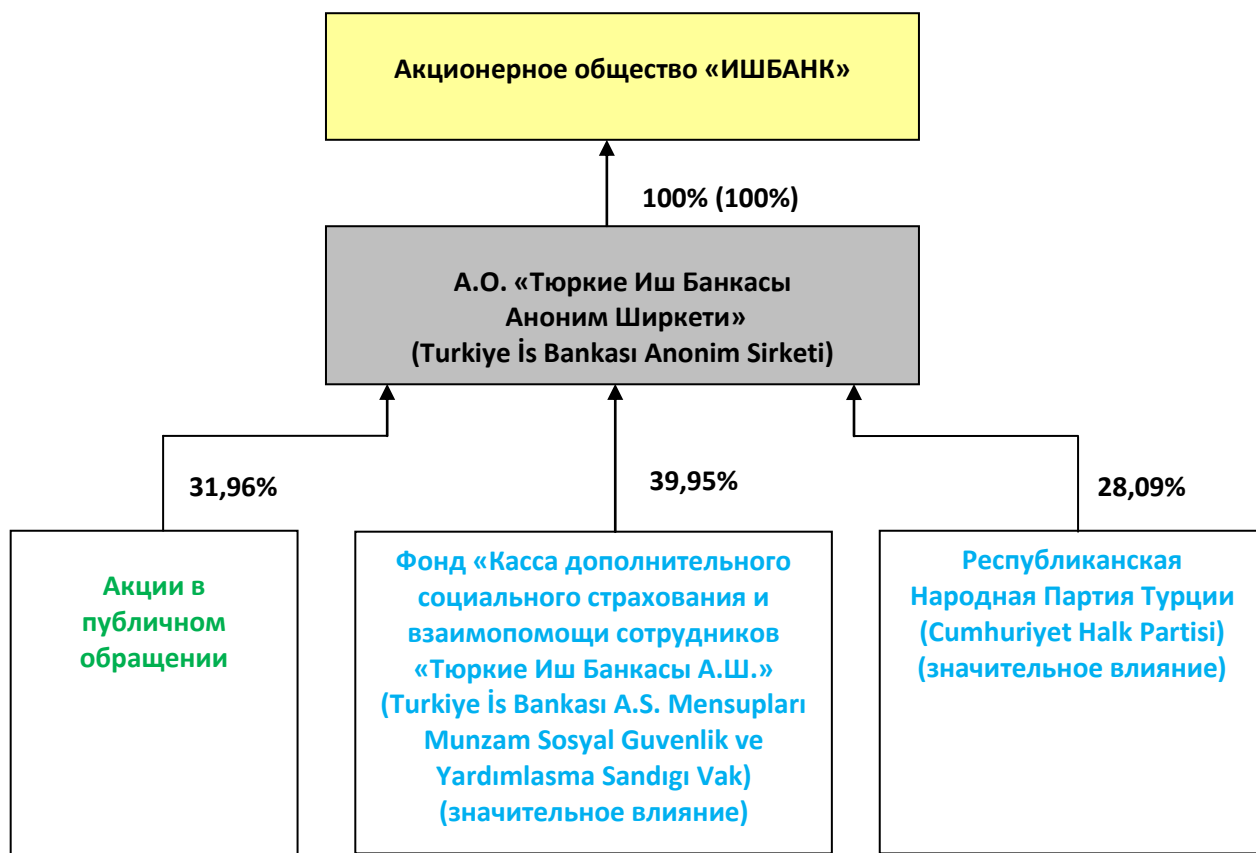 Акционерное общество «ИШБАНК»
100% (100%)
А.О. «Тюркие Иш Банкасы
Аноним Ширкети»
(Turkiye İs Bankası Anonim Sirketi)
31,96%
39,95%
28,09%
Акции в
публичном
обращении
Фонд «Касса дополнительного
социального страхования и
взаимопомощи сотрудников
«Тюркие Иш Банкасы А.Ш.»
(Turkiye İs Bankası A.S. Mensupları
Munzam Sosyal Guvenlik ve
Yardımlasma Sandıgı Vak)
(значительное влияние)
Республиканская
Народная Партия Турции
(Cumhuriyet Halk Partisi)
(значительное влияние)